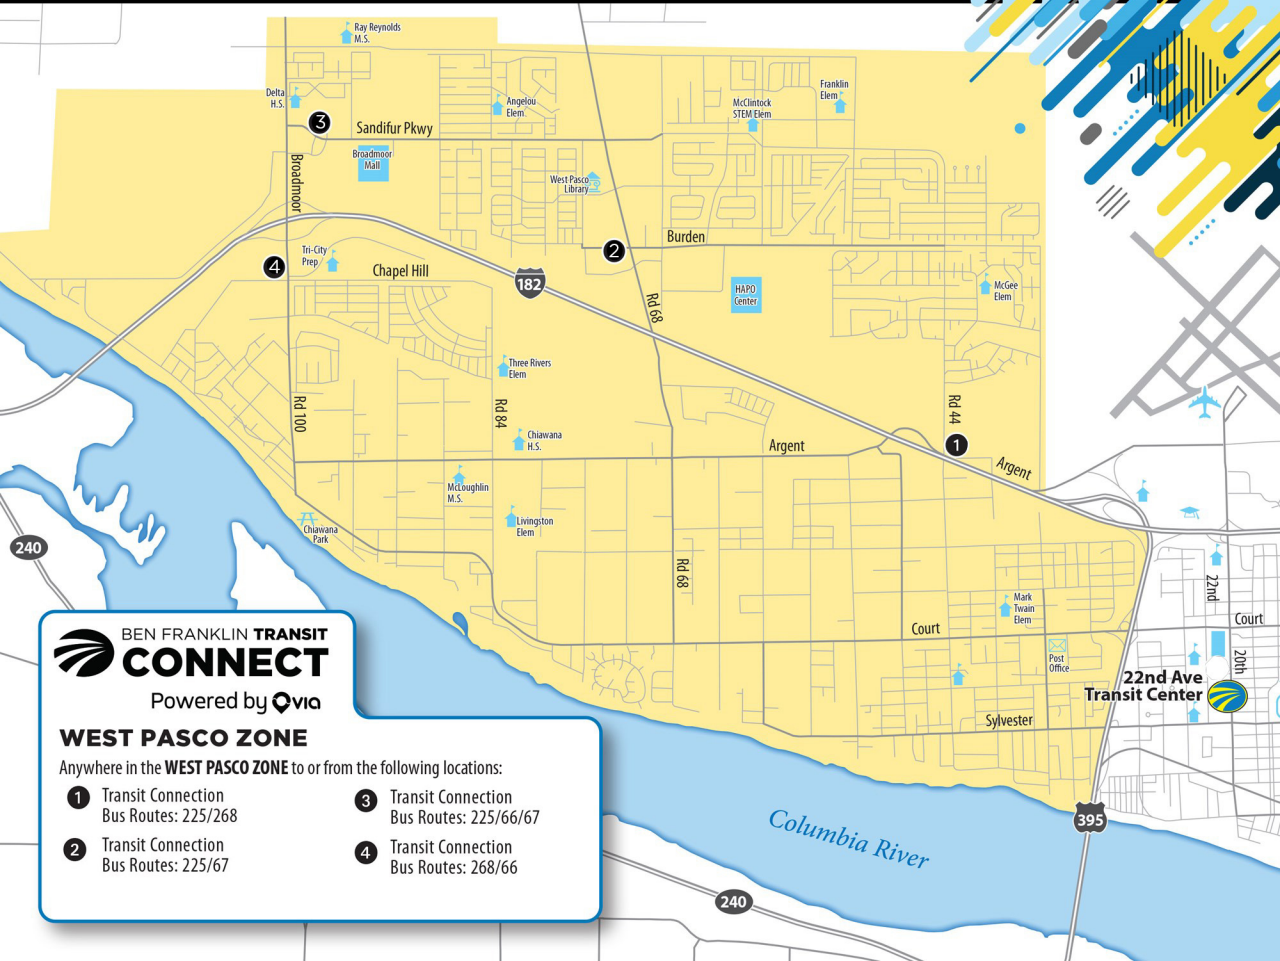 Ray Reynolds
M.S.
Delta
H.S.
3
Sandifur Pkwy
Angelou
Elem.
McClintock
STEM Elem
Franklin
Elem
Broadmoor
Mall
Broadmoor
West Pasco
Library
2
Burden
Tri-City
Prep
4
Chapel Hill
182
HAPO
Center
Rd 68
McGee
Elem
Three Rivers
Elem
Rd 100
Rd 84
Rd 44
Chiawana
H.S.
1
Argent
Argent
McLoughlin
M.S.
Livingston
Elem
Chiawana
Park
240
Rd 68
22nd
Mark
Twain
Elem
Court
Court
Post
Office
20th
22nd Ave
Transit Center
Sylvester
395
Columbia River
240
BEN FRANKLIN TRANSIT
CONNECT
Powered by via
WEST PASCO ZONE
Anywhere in the WEST PASCO ZONE to or from the following locations:
1 Transit Connection
Bus Routes: 225/268
2 Transit Connection
Bus Routes: 225/67
3 Transit Connection
Bus Routes: 225/66/67
4 Transit Connection
Bus Routes: 268/66